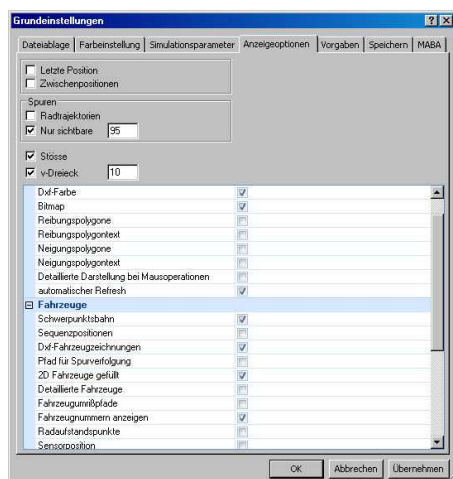 Grundeinstellungen
Dateiablage Farbeinstellung Simulationsparameter Anzeigeoptionen Vorgaben Speichern MABA
Letzte Position
Zwischenpositionen
Spuren
Radtrajektorien
Nur sichtbare 95
Stösse
v-Dreieck 10
Dxf-Farbe
Bitmap
Reibungspolygone
Reibungspolygontext
Neigungspolygone
Neigungspolygontext
Detaillierte Darstellung bei Mausoperationen
automatischer Refresh
Fahrzeuge
Schwerpunktsbahn
Sequenzpositionen
Dxf-Fahrzeugzeichnungen
Pfad für Spurverfolgung
2D Fahrzeuge gefüllt
Detaillierte Fahrzeuge
Fahrzeugumrißpfade
Fahrzeugnummern anzeigen
Radaufstandspunkte
Sensorposition
OK Abbrechen Übernehmen